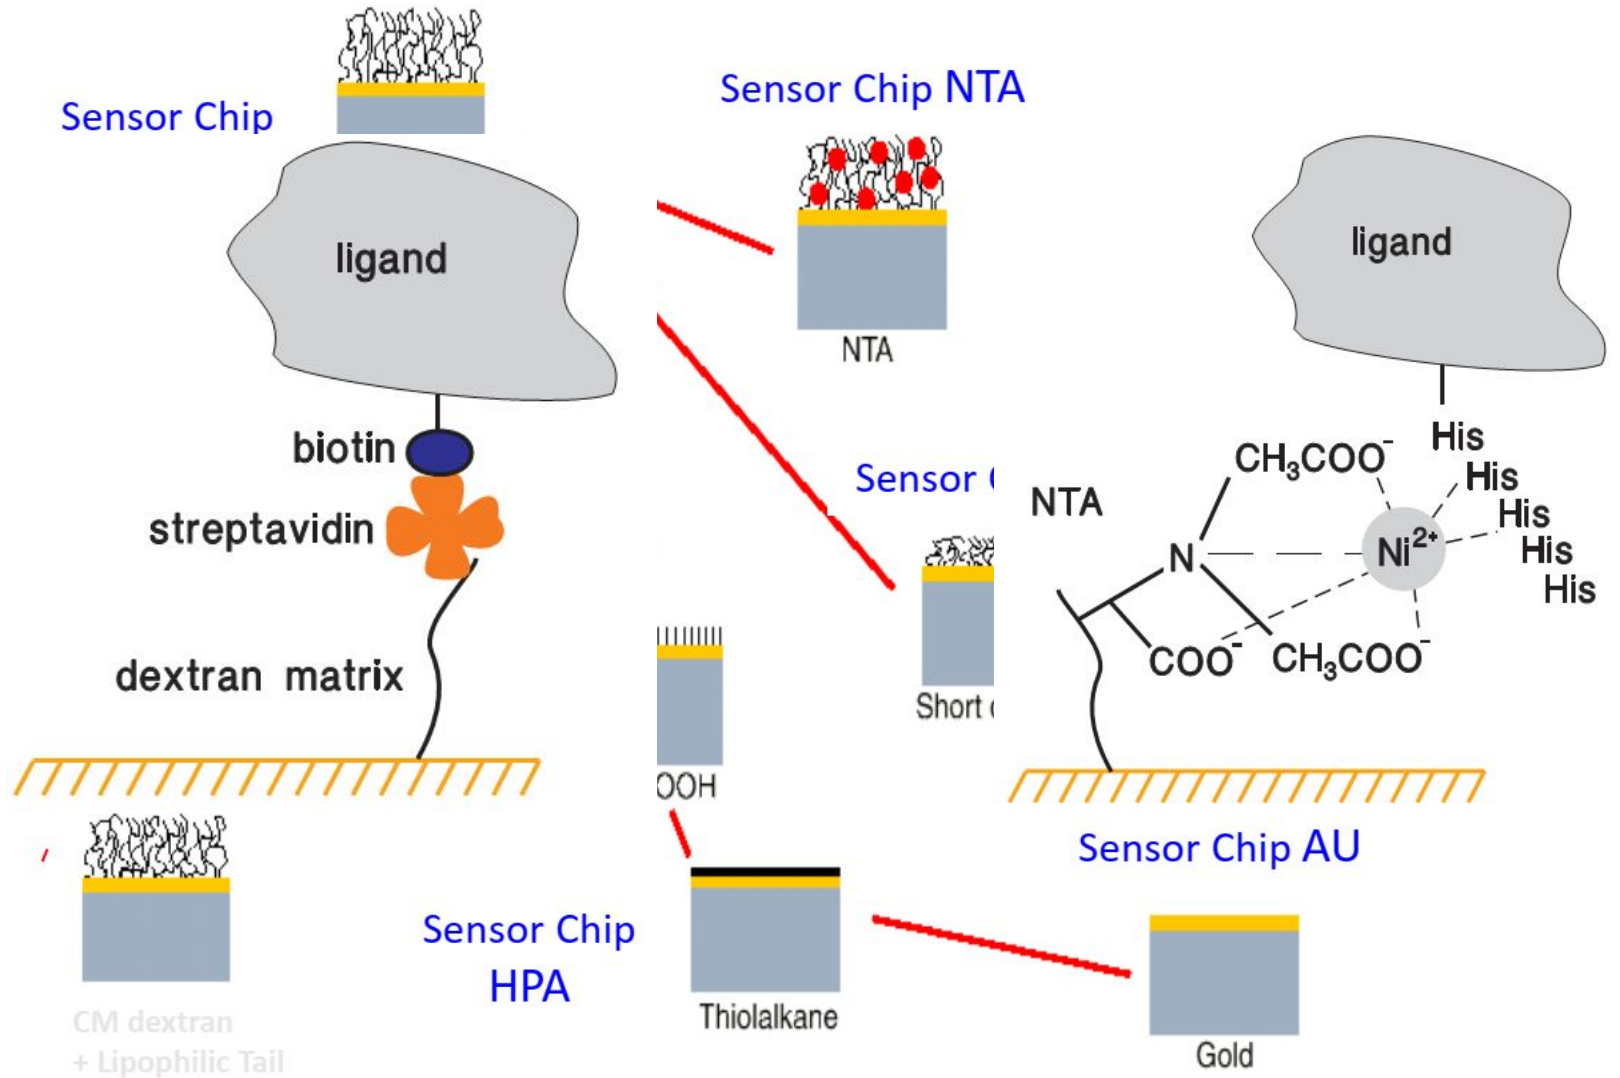 Sensor Chip
ligand
biotin
streptavidin
dextran matrix
CM dextran
+ Lipophilic Tail
Sensor Chip NTA
NTA
Sensor
Short
OOH
Sensor Chip
HPA
Thiolalkane
ligand
His
His
His
His
His
CH₃COO⁻
NTA
N
Ni²⁺
COO⁻
CH₃COO⁻
Sensor Chip AU
Gold